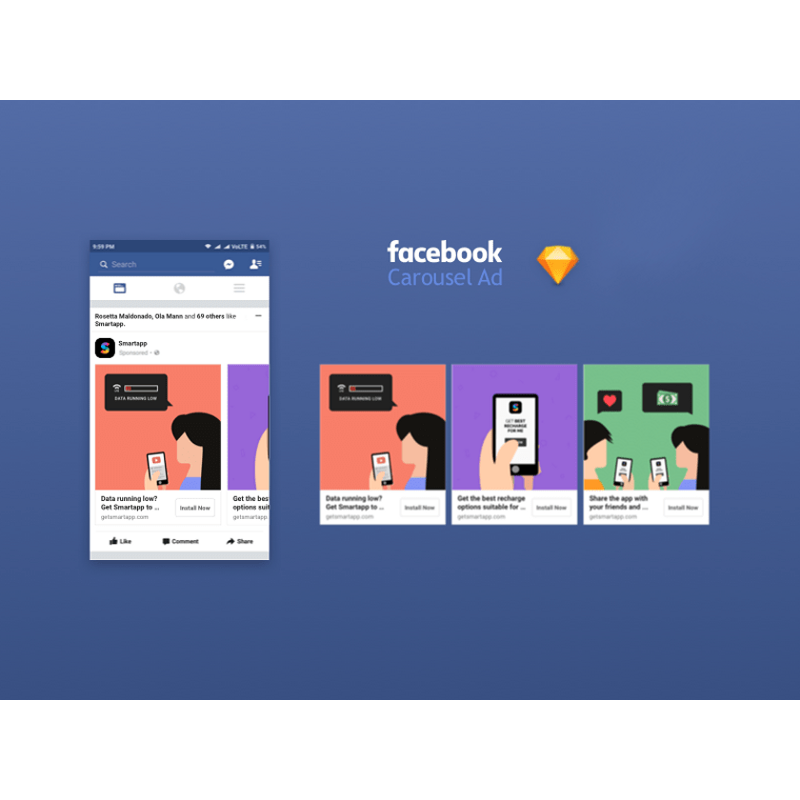 9:59 PM
VoLTE 54%
Search
Rosetta Maldonado, Ola Mann and 69 others like
Smartapp.
Smartapp
Sponsored
DATA RUNNING LOW
Data running low?
Get Smartapp to ...
getsmartapp.com
Install Now
Get the bes
options suit
getsmartapp
Like
Comment
Share
facebook
Carousel Ad
DATA RUNNING LOW
Data running low?
Get Smartapp to ...
getsmartapp.com
Install Now
GET BEST
RECHARGE
FOR ME
Get the best recharge
options suitable for ...
getsmartapp.com
Install Now
Share the app with
your friends and ...
getsmartapp.com
Install Now